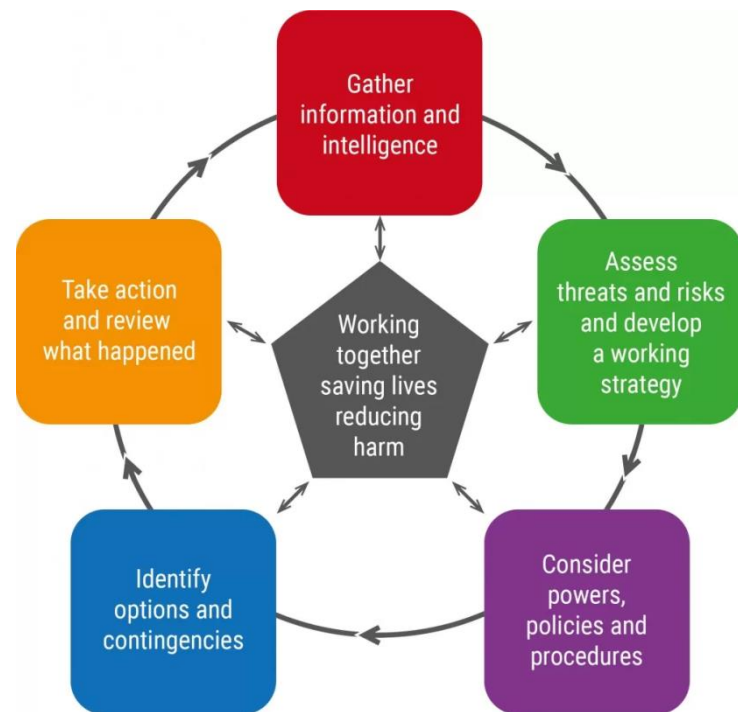 Gather
information and
intelligence
Assess
threats and risks
and develop
a working
strategy
Consider
powers,
policies and
procedures
Identify
options and
contingencies
Take action
and review
what happened
Working
together
saving lives
reducing
harm